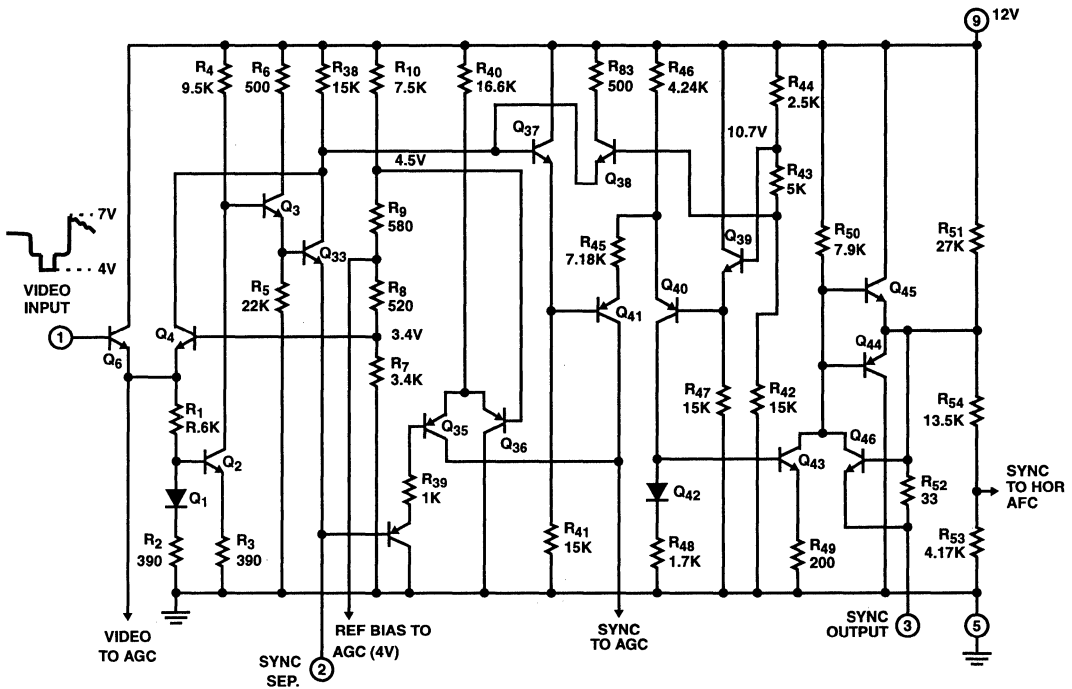 9 12V
R4
9.5K
R6
500
R38
15K
R10
7.5K
R40
16.6K
R83
500
R46
4.24K
R44
2.5K
Q37
10.7V
4.5V
Q38
R43
5K
7V
Q3
R9
580
R45
7.18K
Q39
R50
7.9K
R51
27K
4V
VIDEO
INPUT
Q33
R5
22K
R8
520
Q40
Q45
Q41
1
Q6
Q4
3.4V
Q44
R7
3.4K
R1
R.6K
R47
15K
R42
15K
R54
13.5K
Q35
Q36
Q46
Q2
Q43
R39
1K
Q1
Q42
R52
33
SYNC
TO HOR
AFC
R2
390
R3
390
R41
15K
R48
1.7K
R49
200
R53
4.17K
VIDEO
TO AGC
REF BIAS TO
AGC (4V)
SYNC
SEP.
2
SYNC
TO AGC
SYNC
OUTPUT
3
5